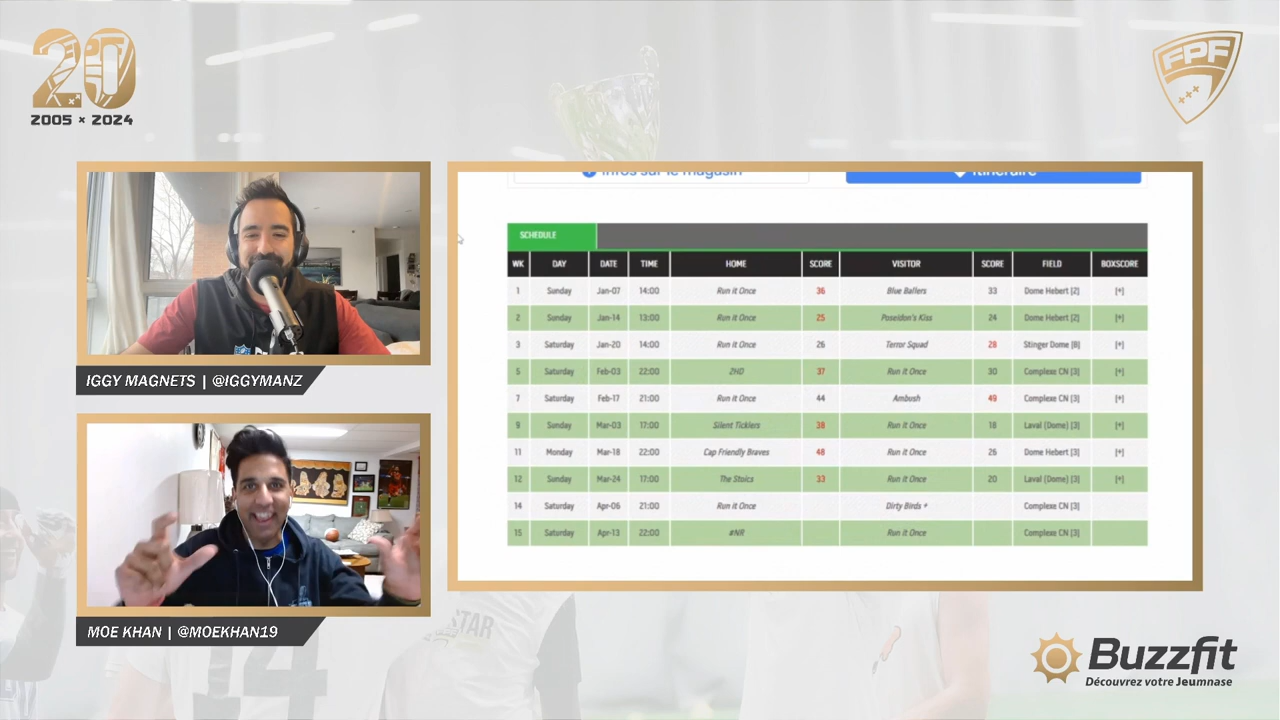 20
2005 × 2024
FPF
Infos sur le magasin
Itinéraire
SCHEDULE
WK DAY DATE TIME HOME SCORE VISITOR SCORE FIELD BOXSCORE
1 Sunday Jan-07 14:00 Run it Once 36 Blue Ballers 33 Dome Hebert [2] [+]
2 Sunday Jan-14 13:00 Run it Once 25 Poseidon's Kiss 24 Dome Hebert [2] [+]
3 Saturday Jan-20 14:00 Run it Once 26 Terror Squad 28 Stinger Dome [B] [+]
5 Saturday Feb-03 22:00 2HD 37 Run it Once 30 Complexe CN [3] [+]
7 Saturday Feb-17 21:00 Run it Once 44 Ambush 49 Complexe CN [3] [+]
9 Sunday Mar-03 17:00 Silent Ticklers 38 Run it Once 18 Laval (Dome) [3] [+]
11 Monday Mar-18 22:00 Cap Friendly Braves 48 Run it Once 26 Dome Hebert [3] [+]
12 Sunday Mar-24 17:00 The Stoics 33 Run it Once 20 Laval (Dome) [3] [+]
14 Saturday Apr-06 21:00 Run it Once Dirty Birds + Complexe CN [3]
15 Saturday Apr-13 22:00 #NR Run it Once Complexe CN [3]
IGGY MAGNETS | @IGGYMANZ
MOE KHAN | @MOEKHAN19
STAR
14
Buzzfit
Découvrez votre Jeumnase